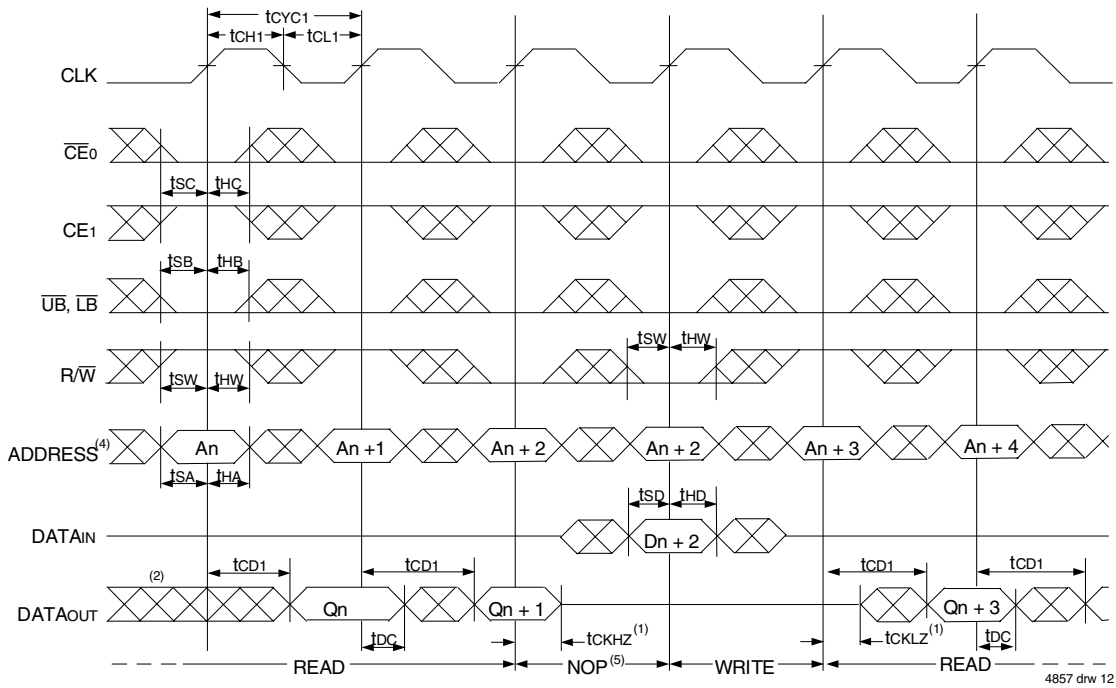 tCYC1
tCH1 tCL1
CLK
CE0
tSC tHC
CE1
tSB tHB
UB, LB
tSW tHW
R/W
tSW tHW
An An +1 An + 2 An + 2 An + 3 An + 4
ADDRESS(4)
tSA tHA
tSD tHD
DATAIN Dn + 2
(2) tCD1 tCD1 tCD1 tCD1
DATAOUT Qn Qn + 1 Qn + 3
tDC tCKHZ(1) tCKLZ(1) tDC
READ NOP(5) WRITE READ
4857 drw 12